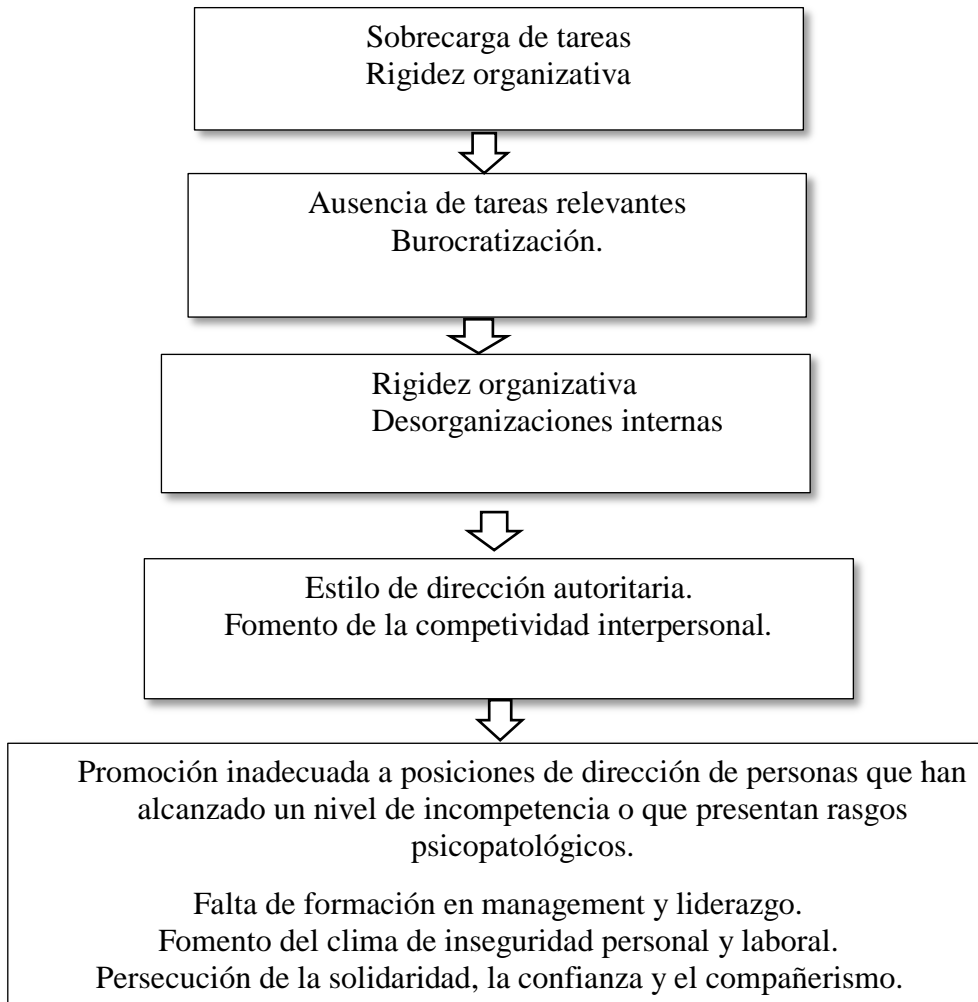 Sobrecarga de tareas
Rigidez organizativa
Ausencia de tareas relevantes
Burocratización.
Rigidez organizativa
Desorganizaciones internas
Estilo de dirección autoritaria.
Fomento de la competividad interpersonal.
Promoción inadecuada a posiciones de dirección de personas que han
alcanzado un nivel de incompetencia o que presentan rasgos
psicopatológicos.
Falta de formación en management y liderazgo.
Fomento del clima de inseguridad personal y laboral.
Persecución de la solidaridad, la confianza y el compañerismo.